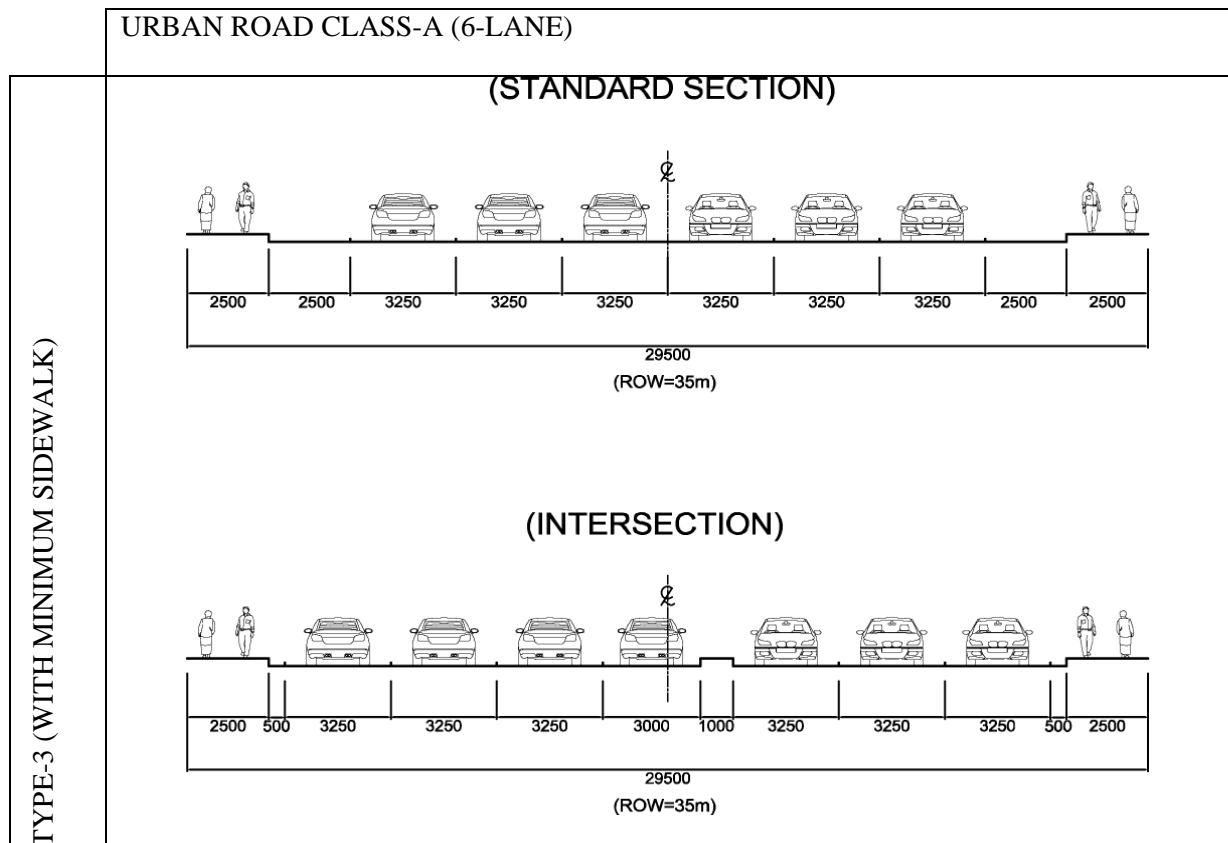 URBAN ROAD CLASS-A (6-LANE)
TYPE-3 (WITH MINIMUM SIDEWALK)
(STANDARD SECTION)
℄
2500 2500 3250 3250 3250 3250 3250 3250 2500 2500
29500
(ROW=35m)
(INTERSECTION)
℄
2500 500 3250 3250 3250 3000 1000 3250 3250 3250 500 2500
29500
(ROW=35m)